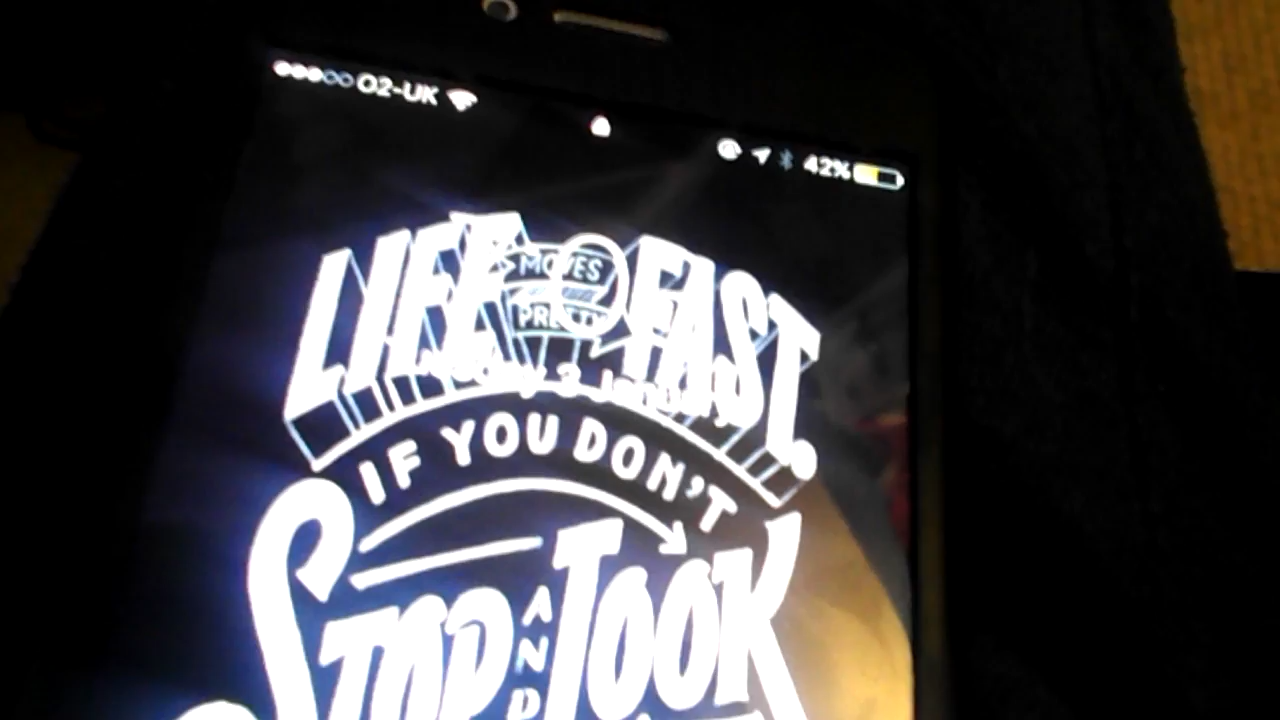 O2-UK 42%
LIFE MOVES PRETTY FAST.
IF YOU DON'T
STOP AND LOOK